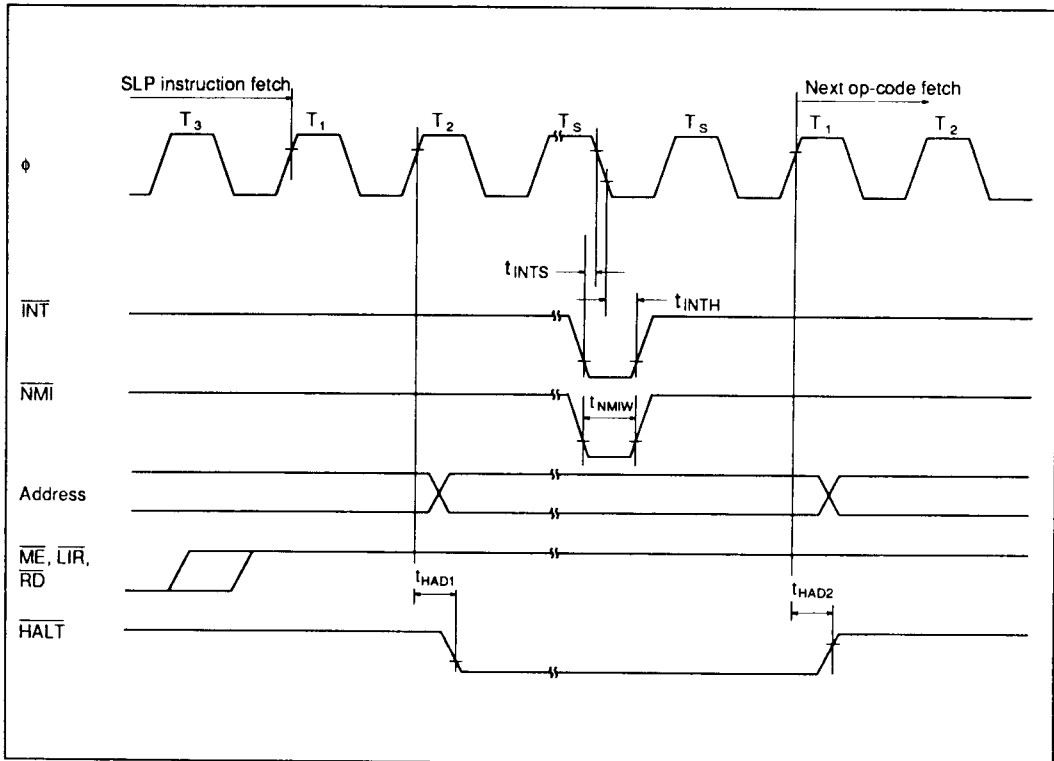 SLP instruction fetch
Next op-code fetch
T3 T1 T2 TS TS T1 T2
ϕ
tINTS
tINTH
INT
NMI
tNMIW
Address
ME, LIR,
RD
tHAD1
tHAD2
HALT